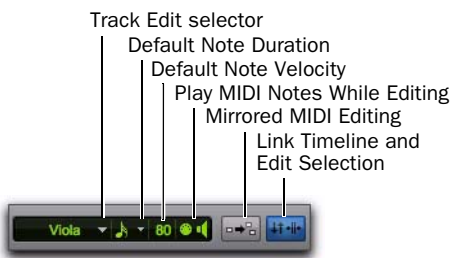 Track Edit selector
Default Note Duration
Default Note Velocity
Play MIDI Notes While Editing
Mirrored MIDI Editing
Link Timeline and
Edit Selection
Viola 80